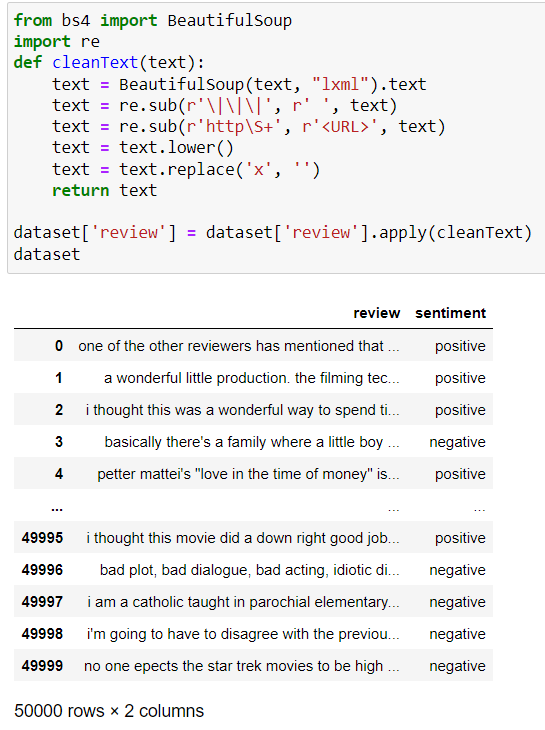 from bs4 import BeautifulSoup
import re
def cleanText(text):
    text = BeautifulSoup(text, "lxml").text
    text = re.sub(r'\|\|\|', r' ', text)
    text = re.sub(r'http\S+', r'<URL>', text)
    text = text.lower()
    text = text.replace('x', '')
    return text

dataset['review'] = dataset['review'].apply(cleanText)
dataset
review sentiment
0 one of the other reviewers has mentioned that ... positive
1 a wonderful little production. the filming tec... positive
2 i thought this was a wonderful way to spend ti... positive
3 basically there's a family where a little boy ... negative
4 petter mattei's "love in the time of money" is... positive
... ... ...
49995 i thought this movie did a down right good job... positive
49996 bad plot, bad dialogue, bad acting, idiotic di... negative
49997 i am a catholic taught in parochial elementary... negative
49998 i'm going to have to disagree with the previou... negative
49999 no one epects the star trek movies to be high ... negative
50000 rows × 2 columns